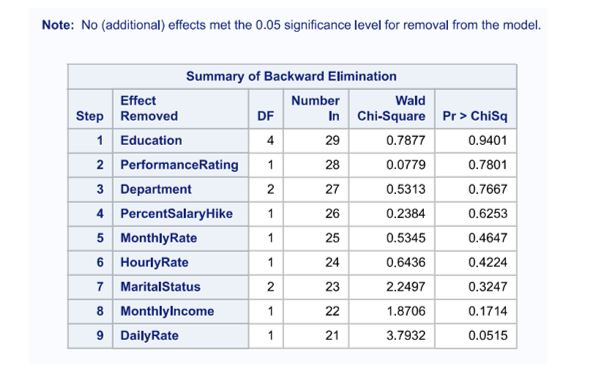 Note: No (additional) effects met the 0.05 significance level for removal from the model.
Summary of Backward Elimination
Step Effect Removed DF Number In Wald Chi-Square Pr > ChiSq
1 Education 4 29 0.7877 0.9401
2 PerformanceRating 1 28 0.0779 0.7801
3 Department 2 27 0.5313 0.7667
4 PercentSalaryHike 1 26 0.2384 0.6253
5 MonthlyRate 1 25 0.5345 0.4647
6 HourlyRate 1 24 0.6436 0.4224
7 MaritalStatus 2 23 2.2497 0.3247
8 MonthlyIncome 1 22 1.8706 0.1714
9 DailyRate 1 21 3.7932 0.0515